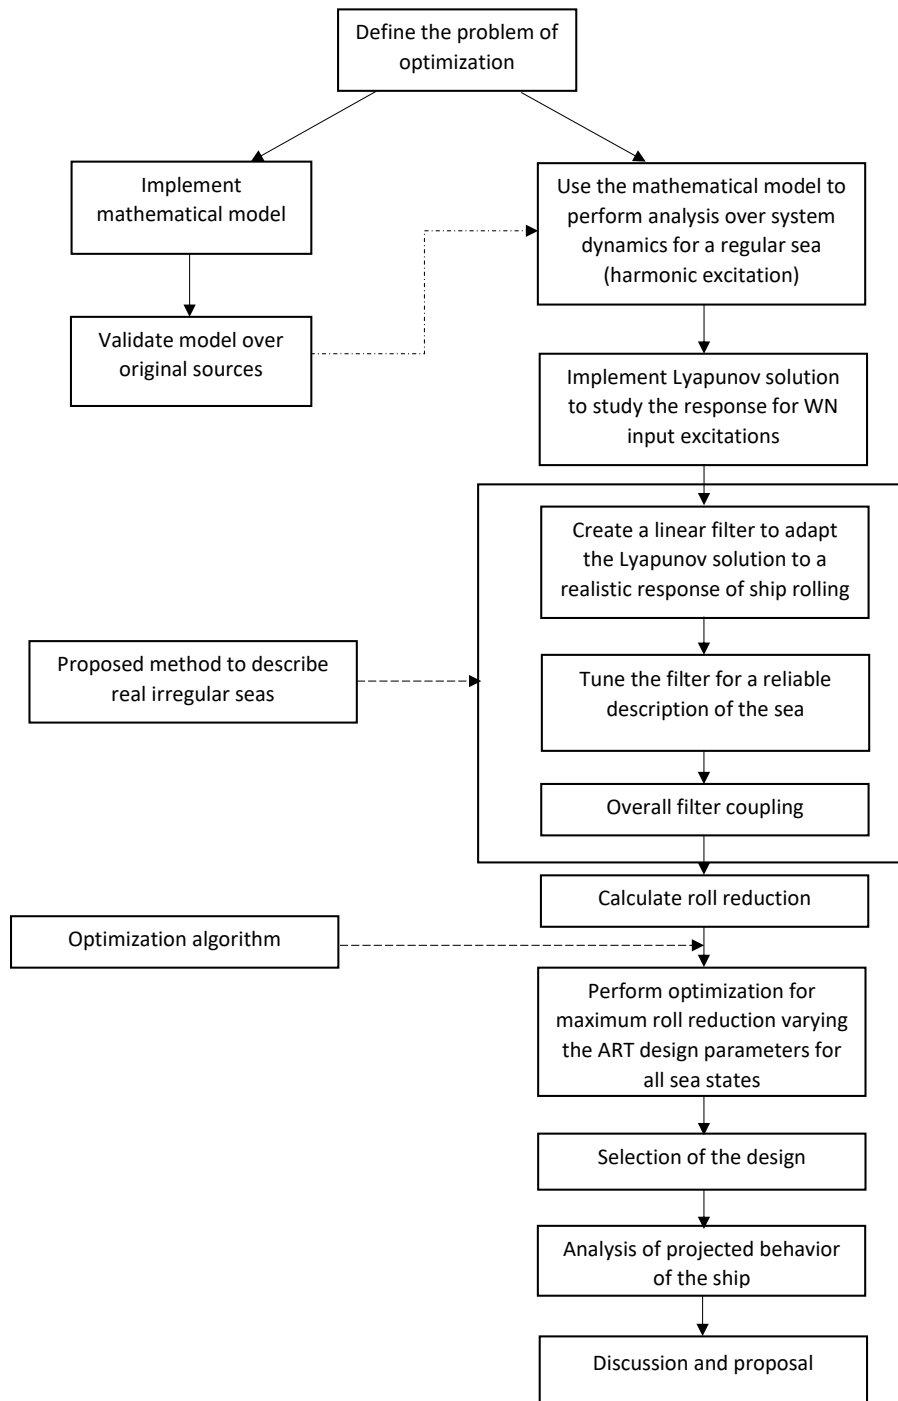 Define the problem of
optimization
Implement
mathematical model
Use the mathematical model to
perform analysis over system
dynamics for a regular sea
(harmonic excitation)
Validate model over
original sources
Implement Lyapunov solution
to study the response for WN
input excitations
Create a linear filter to adapt
the Lyapunov solution to a
realistic response of ship rolling
Proposed method to describe
real irregular seas
Tune the filter for a reliable
description of the sea
Overall filter coupling
Calculate roll reduction
Optimization algorithm
Perform optimization for
maximum roll reduction varying
the ART design parameters for
all sea states
Selection of the design
Analysis of projected behavior
of the ship
Discussion and proposal